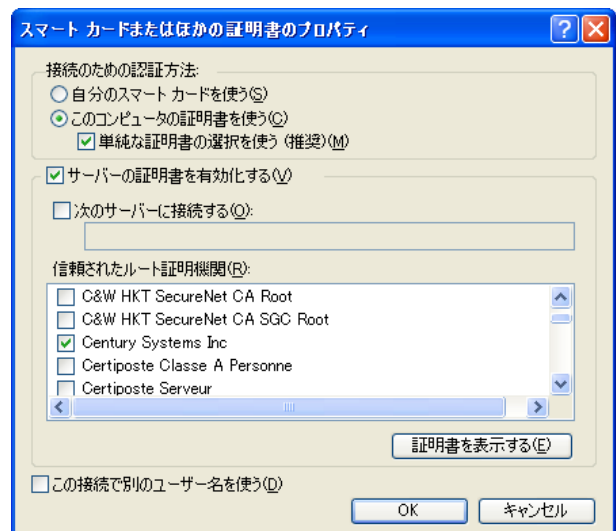 スマート カードまたはほかの証明書のプロパティ
接続のための認証方法:
自分のスマート カードを使う(S)
このコンピュータの証明書を使う(C)
単純な証明書の選択を使う (推奨)(M)
サーバーの証明書を有効化する(V)
次のサーバーに接続する(O):
信頼されたルート証明機関(R):
C&W HKT SecureNet CA Root
C&W HKT SecureNet CA SGC Root
Century Systems Inc
Certiposte Classe A Personne
Certiposte Serveur
証明書を表示する(E)
この接続で別のユーザー名を使う(D)
OK キャンセル